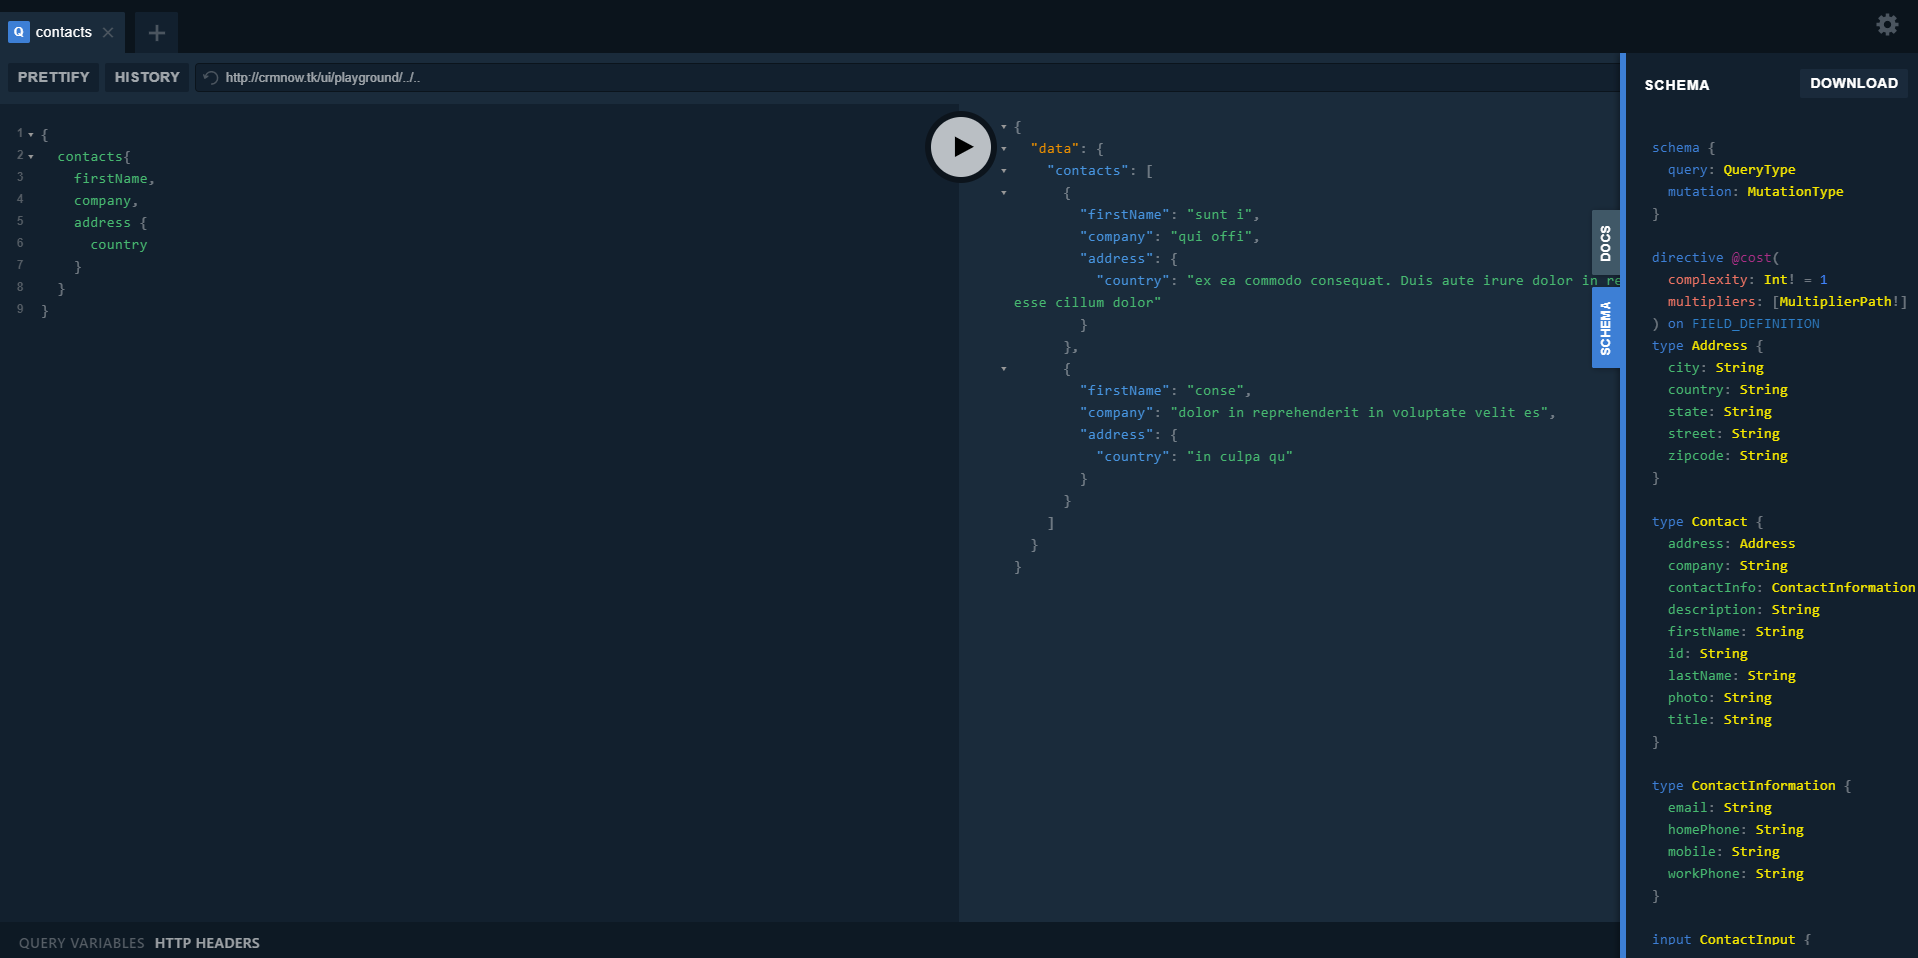 Q contacts
PRETTIFY HISTORY http://crmnow.tk/ui/playground/../..
1 {
2 contacts{
3 firstName,
4 company,
5 address {
6 country
7 }
8 }
9 }
{
"data": {
"contacts": [
{
"firstName": "sunt i",
"company": "qui offi",
"address": {
"country": "ex ea commodo consequat. Duis aute irure dolor in re
esse cillum dolor"
}
},
{
"firstName": "conse",
"company": "dolor in reprehenderit in voluptate velit es",
"address": {
"country": "in culpa qu"
}
}
]
}
}
DOCS
SCHEMA
SCHEMA DOWNLOAD
schema {
query: QueryType
mutation: MutationType
}
directive @cost(
complexity: Int! = 1
multipliers: [MultiplierPath!]
) on FIELD_DEFINITION
type Address {
city: String
country: String
state: String
street: String
zipcode: String
}
type Contact {
address: Address
company: String
contactInfo: ContactInformation
description: String
firstName: String
id: String
lastName: String
photo: String
title: String
}
type ContactInformation {
email: String
homePhone: String
mobile: String
workPhone: String
}
input ContactInput {
QUERY VARIABLES HTTP HEADERS